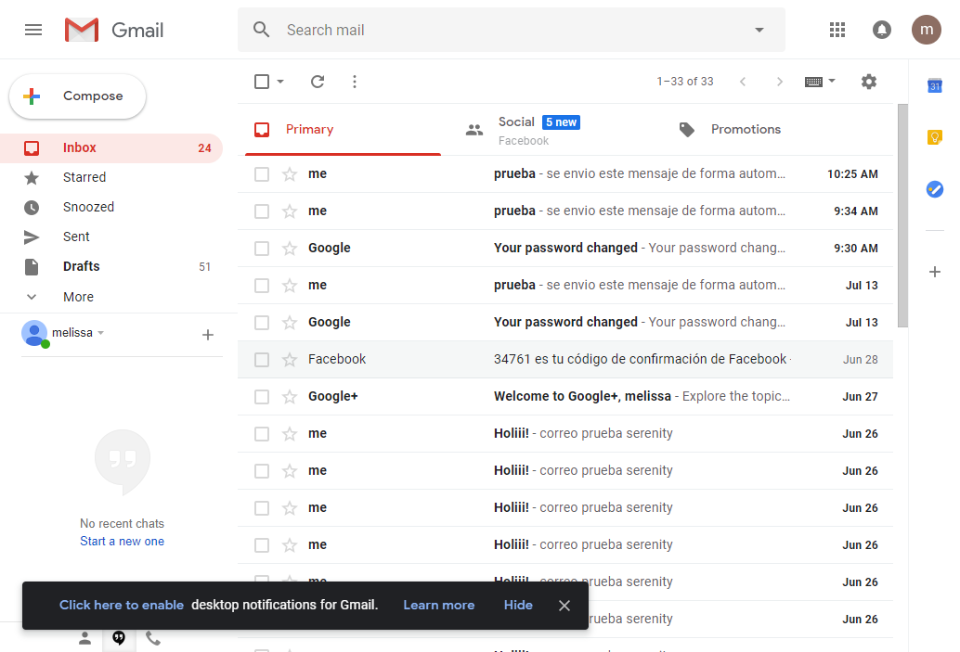 Gmail
Search mail
m
Compose
1–33 of 33
31
Primary
Social 5 new
Facebook
Promotions
Inbox 24
Starred
Snoozed
Sent
Drafts 51
More
melissa
No recent chats
Start a new one
me prueba - se envio este mensaje de forma autom... 10:25 AM
me prueba - se envio este mensaje de forma autom... 9:34 AM
Google Your password changed - Your password chang... 9:30 AM
me prueba - se envio este mensaje de forma autom... Jul 13
Google Your password changed - Your password chang... Jul 13
Facebook 34761 es tu código de confirmación de Facebook - Jun 28
Google+ Welcome to Google+, melissa - Explore the topic... Jun 27
me Holiii! - correo prueba serenity Jun 26
me Holiii! - correo prueba serenity Jun 26
me Holiii! - correo prueba serenity Jun 26
me Holiii! - correo prueba serenity Jun 26
me Holiii! - correo prueba serenity Jun 26
rueba serenity Jun 26
Click here to enable desktop notifications for Gmail. Learn more Hide